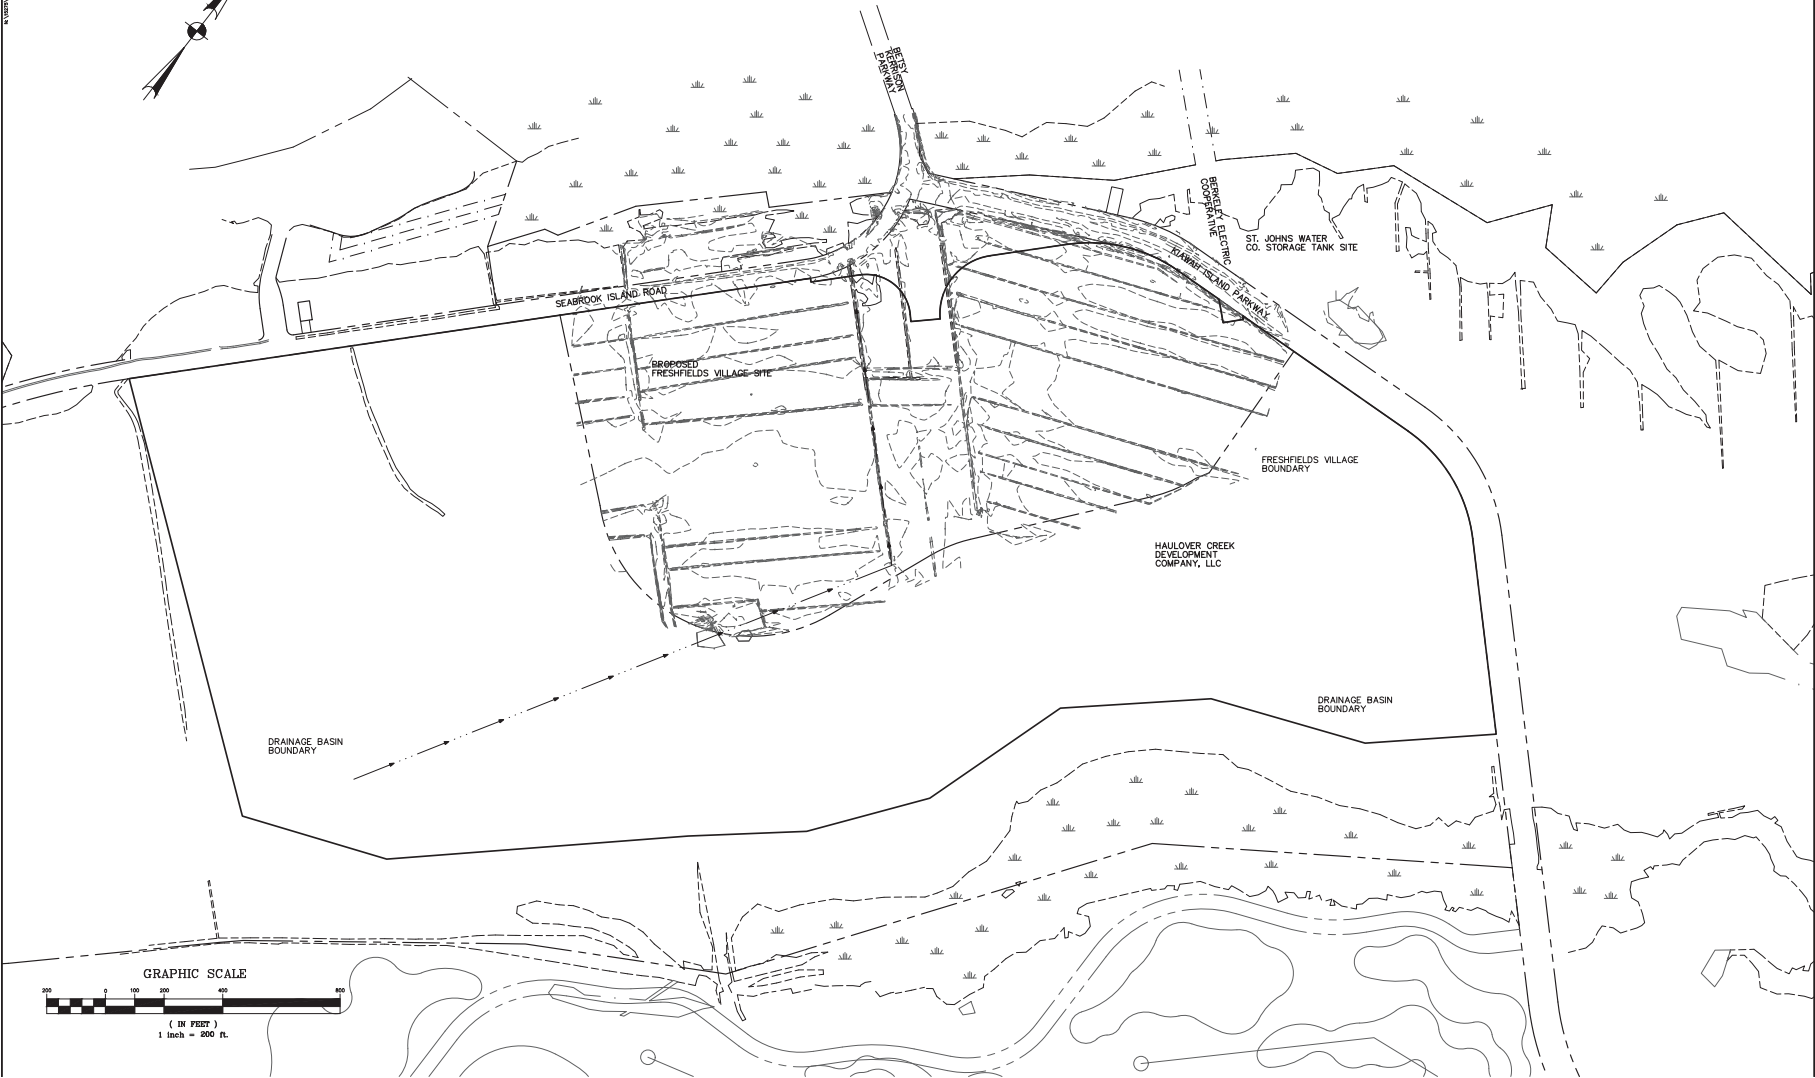 BETSY
KERRISON
PARKWAY
BERKELEY ELECTRIC
COOPERATIVE
ST. JOHNS WATER
CO. STORAGE TANK SITE
KIAWAH ISLAND PARKWAY
SEABROOK ISLAND ROAD
PROPOSED
FRESHFIELDS VILLAGE SITE
FRESHFIELDS VILLAGE
BOUNDARY
HAULOVER CREEK
DEVELOPMENT
COMPANY, LLC
DRAINAGE BASIN
BOUNDARY
DRAINAGE BASIN
BOUNDARY
GRAPHIC SCALE
200 0 100 200 400 800
( IN FEET )
1 inch = 200 ft.